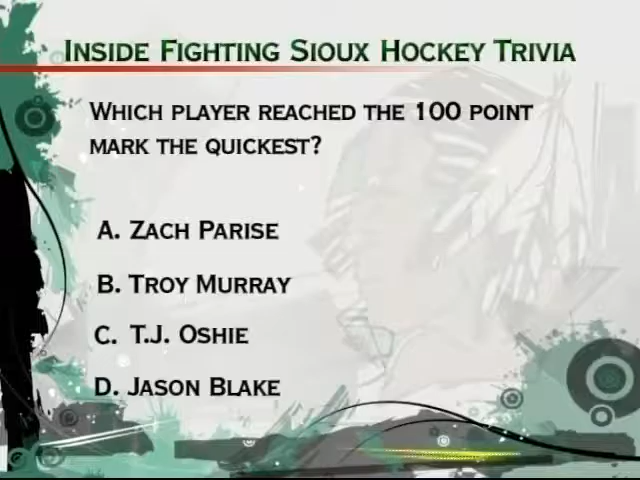 Inside Fighting Sioux Hockey Trivia
Which player reached the 100 point
mark the quickest?
A. Zach Parise
B. Troy Murray
C. T.J. Oshie
D. Jason Blake